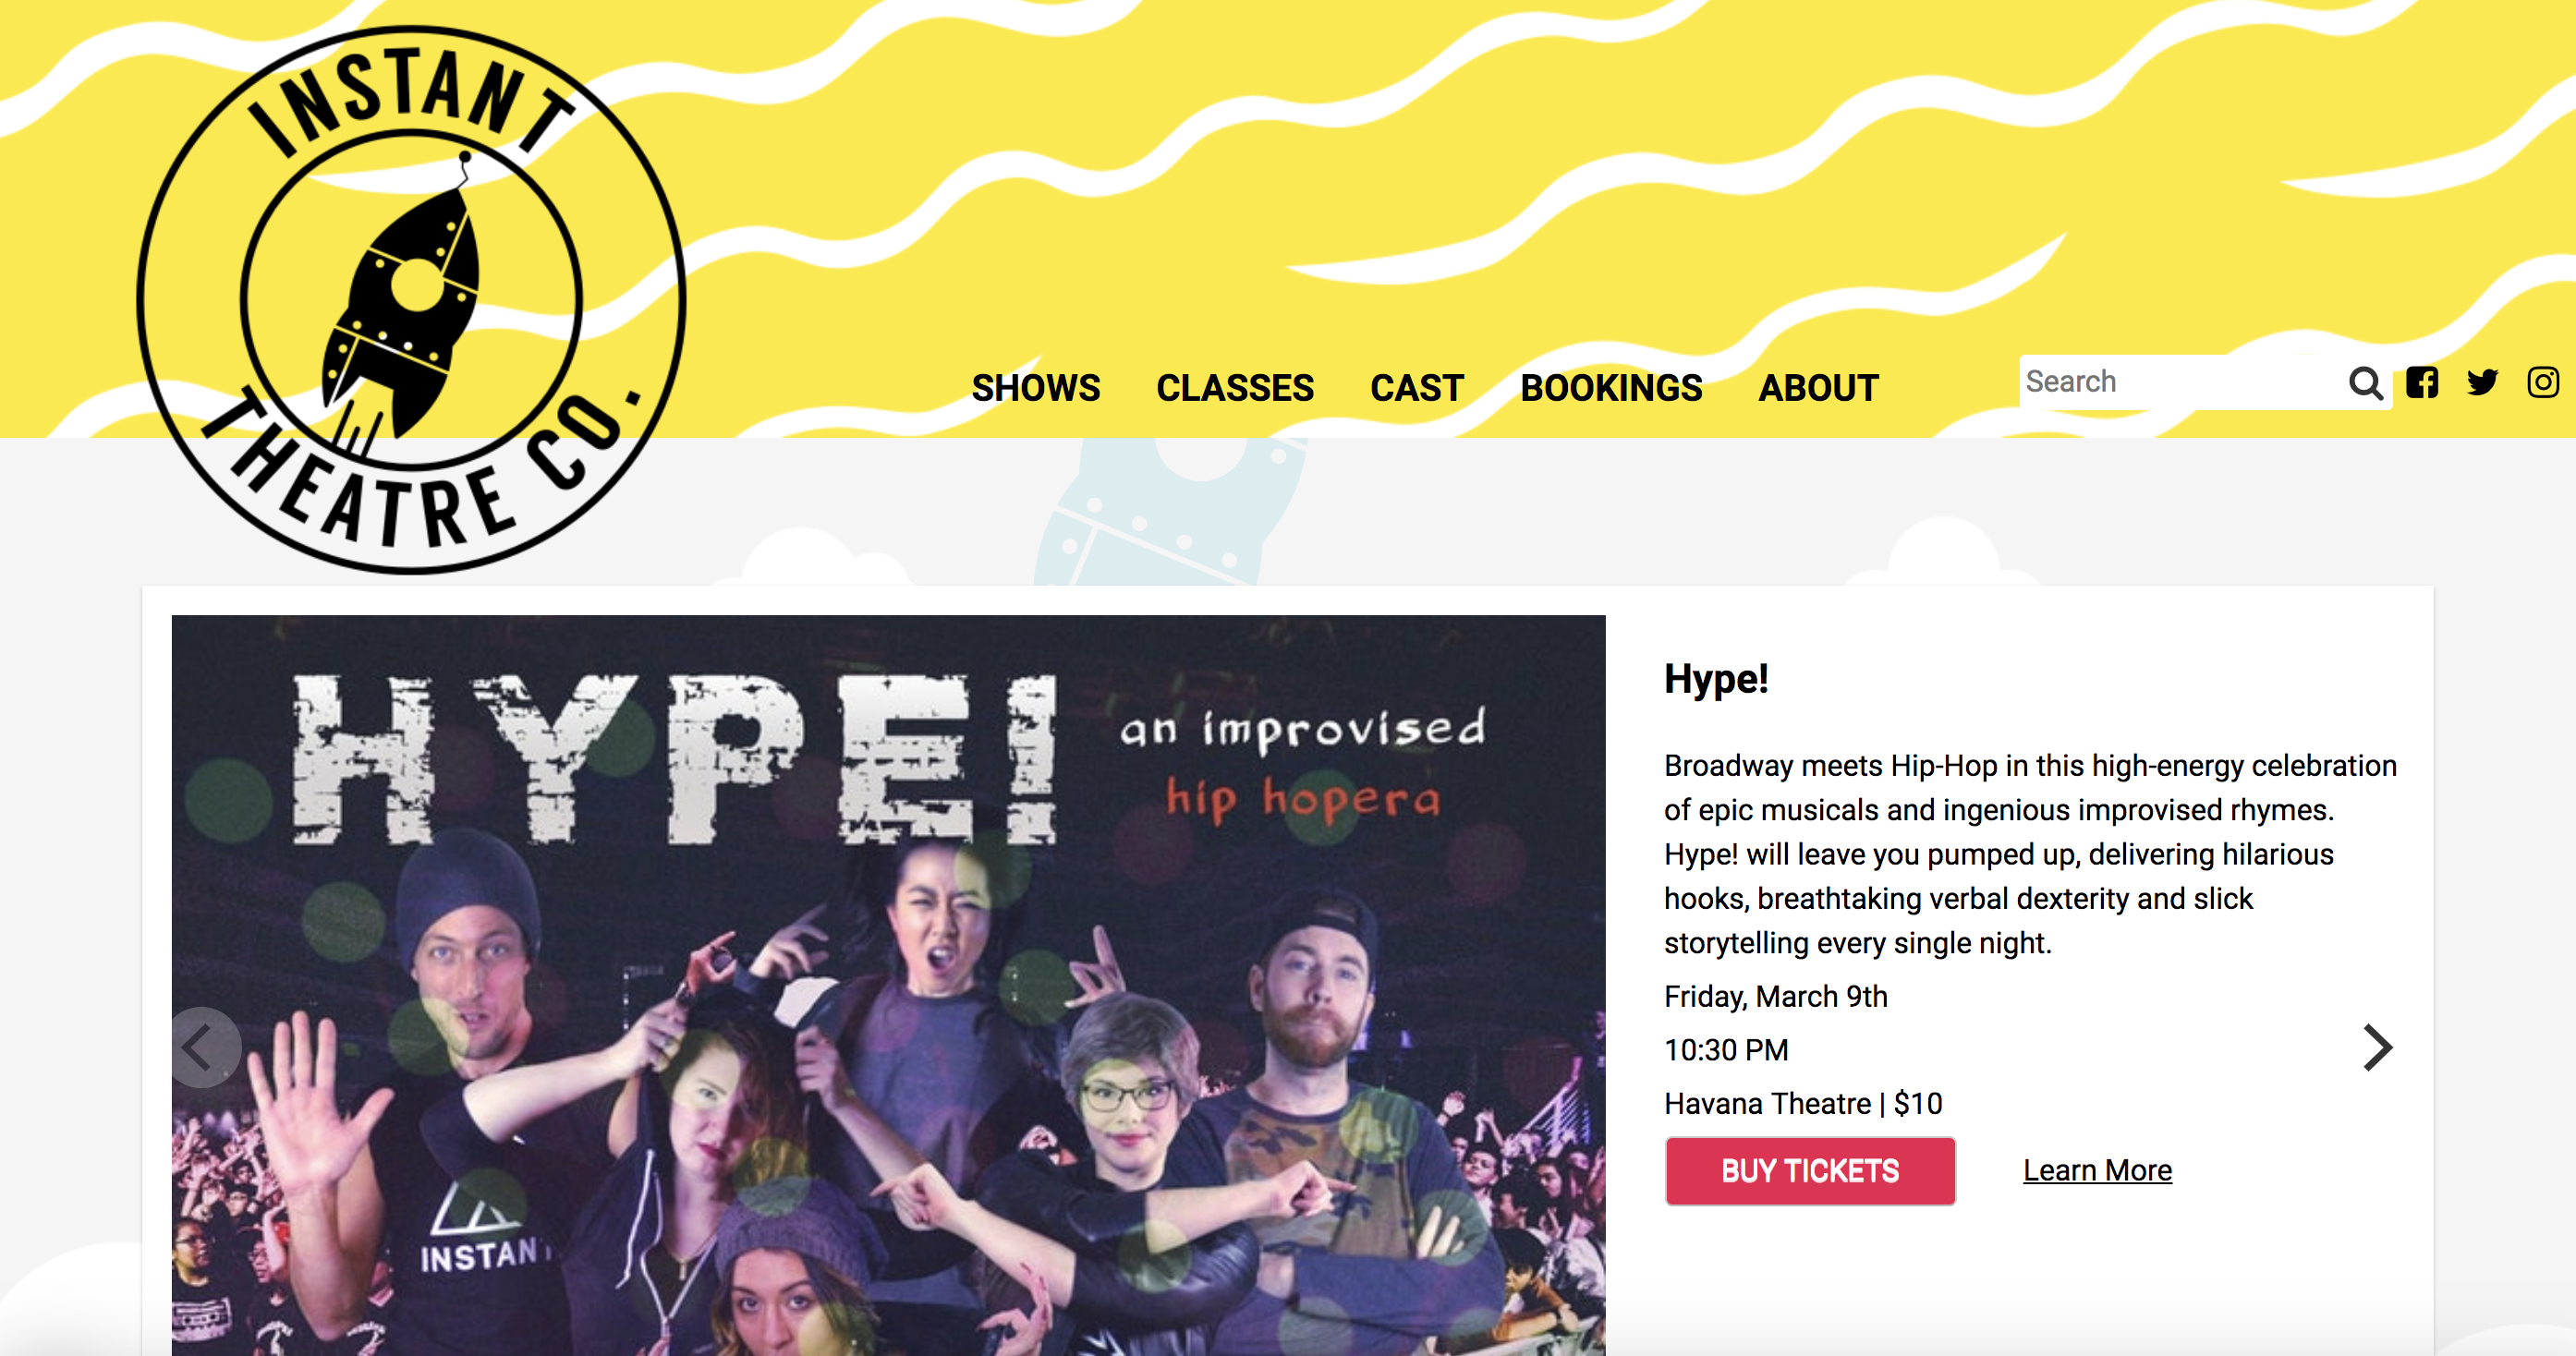 INSTANT
THEATRE CO.
SHOWS CLASSES CAST BOOKINGS ABOUT
Search
HYPE!
an improvised
hip hopera
INSTANT
Hype!
Broadway meets Hip-Hop in this high-energy celebration
of epic musicals and ingenious improvised rhymes.
Hype! will leave you pumped up, delivering hilarious
hooks, breathtaking verbal dexterity and slick
storytelling every single night.
Friday, March 9th
10:30 PM
Havana Theatre | $10
BUY TICKETS
Learn More